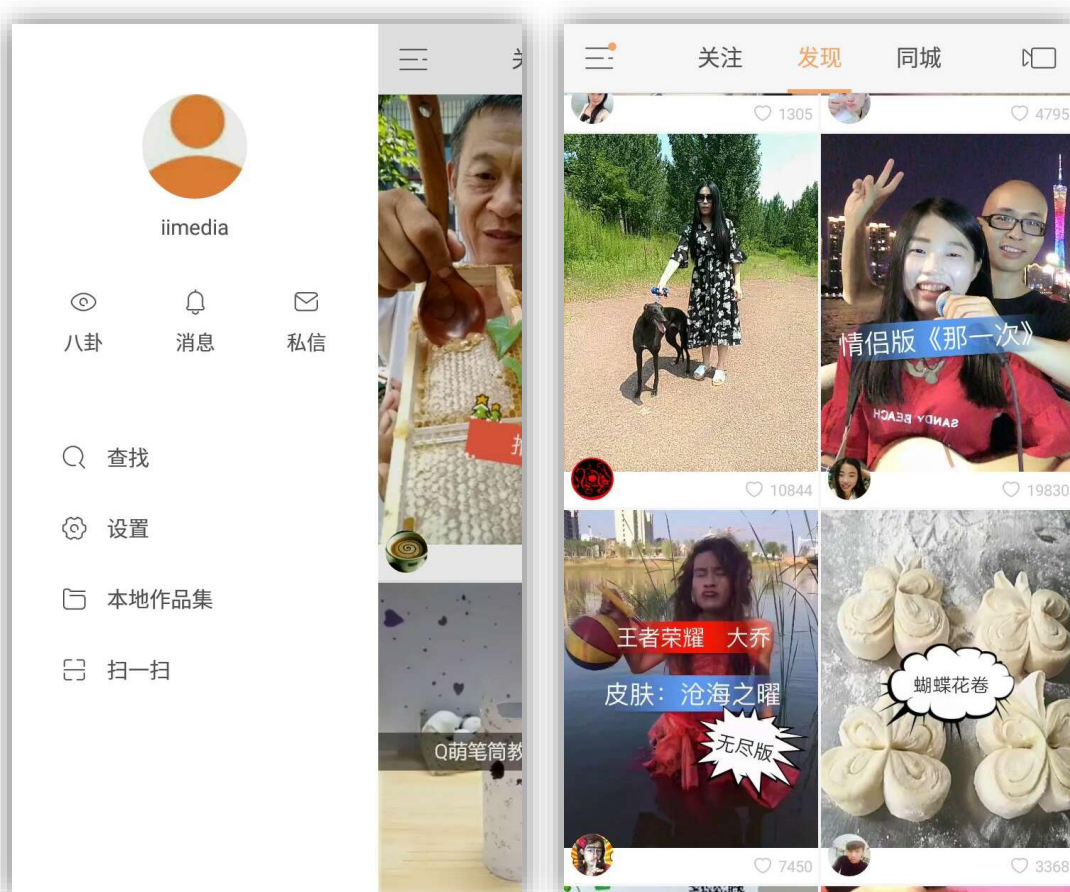 iimedia
八卦
消息
私信
查找
设置
本地作品集
扫一扫
Q萌笔筒教
关注
发现
同城
1305
4795
情侣版《那一次》
SANDY BEACH
10844
19830
王者荣耀 大乔
皮肤：沧海之曜
无尽版
蝴蝶花卷
7450
3368